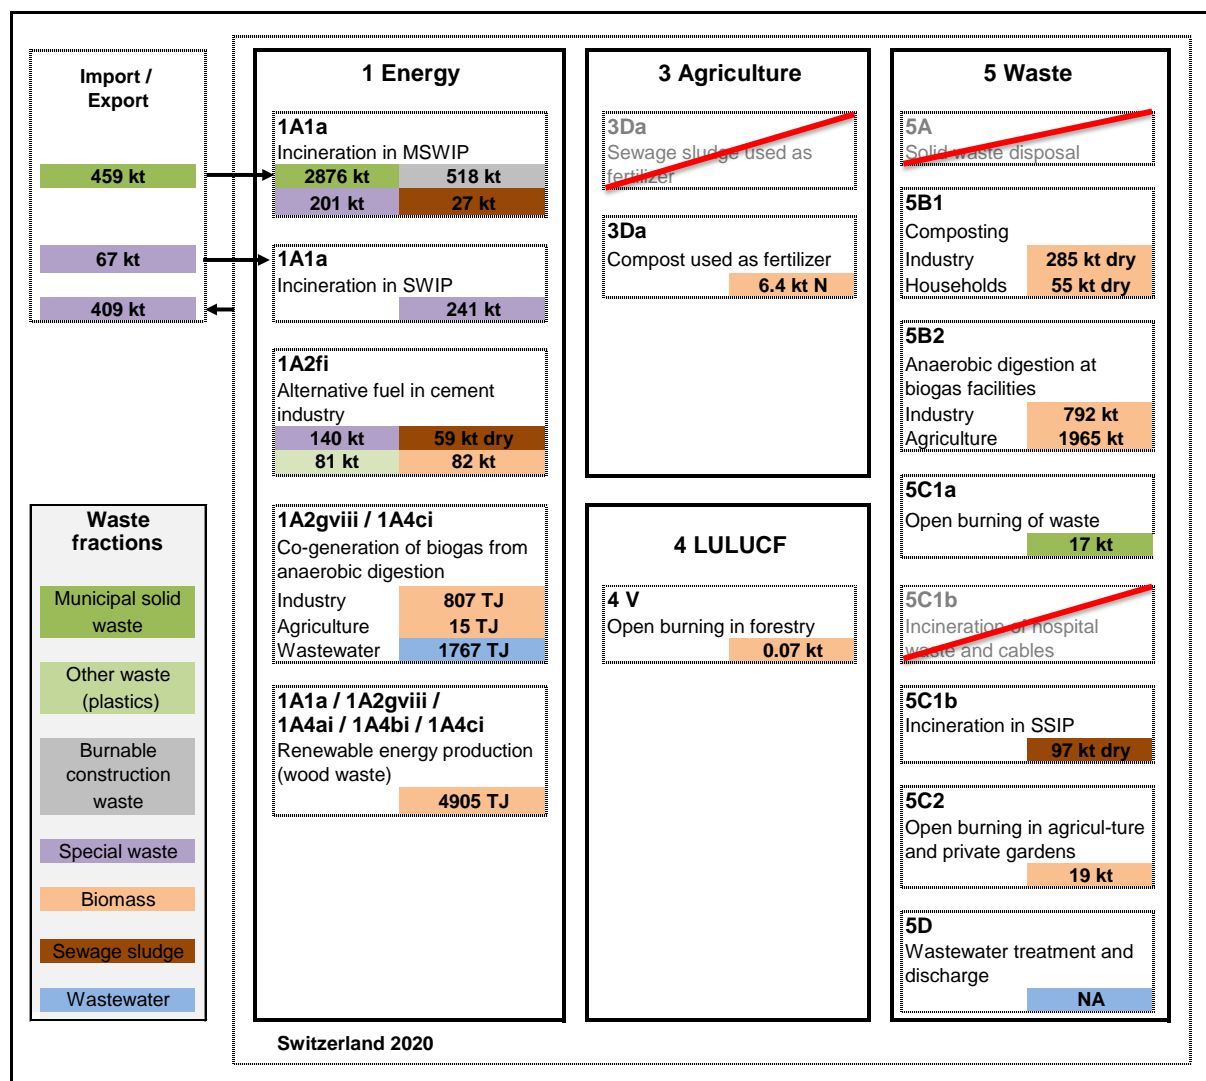 Import /
Export
459 kt
67 kt
409 kt
Waste
fractions
Municipal solid
waste
Other waste
(plastics)
Burnable
construction
waste
Special waste
Biomass
Sewage sludge
Wastewater
1 Energy
1A1a
Incineration in MSWIP
2876 kt 518 kt
201 kt 27 kt
1A1a
Incineration in SWIP
241 kt
1A2fi
Alternative fuel in cement
industry
140 kt 59 kt dry
81 kt 82 kt
1A2gviii / 1A4ci
Co-generation of biogas from
anaerobic digestion
Industry 807 TJ
Agriculture 15 TJ
Wastewater 1767 TJ
1A1a / 1A2gviii /
1A4ai / 1A4bi / 1A4ci
Renewable energy production
(wood waste)
4905 TJ
3 Agriculture
3Da
Sewage sludge used as
fertilizer
3Da
Compost used as fertilizer
6.4 kt N
4 LULUCF
4 V
Open burning in forestry
0.07 kt
5 Waste
5A
Solid waste disposal
5B1
Composting
Industry 285 kt dry
Households 55 kt dry
5B2
Anaerobic digestion at
biogas facilities
Industry 792 kt
Agriculture 1965 kt
5C1a
Open burning of waste
17 kt
5C1b
Incineration of hospital
waste and cables
5C1b
Incineration in SSIP
97 kt dry
5C2
Open burning in agricul-ture
and private gardens
19 kt
5D
Wastewater treatment and
discharge
NA
Switzerland 2020